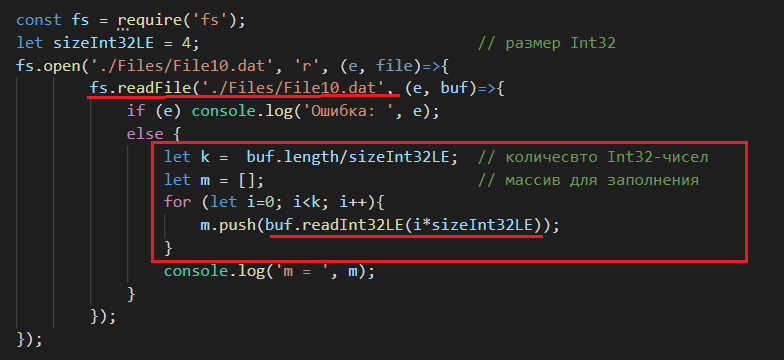 const fs = require('fs');
let sizeInt32LE = 4; // размер Int32
fs.open('./Files/File10.dat', 'r', (e, file)=>{
fs.readFile('./Files/File10.dat', (e, buf)=>{
if (e) console.log('Ошибка: ', e);
else {
let k = buf.length/sizeInt32LE; // количесвто Int32-чисел
let m = []; // массив для заполнения
for (let i=0; i<k; i++){
m.push(buf.readInt32LE(i*sizeInt32LE));
}
console.log('m = ', m);
}
});
});